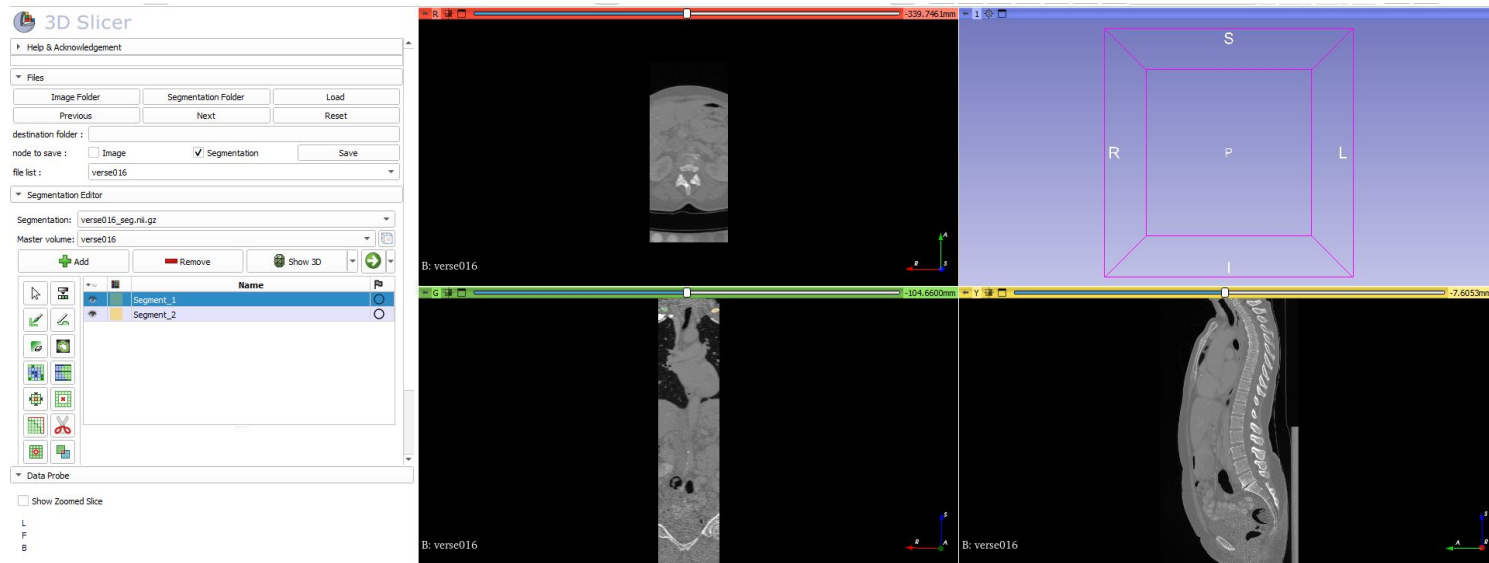 3D Slicer
Help & Acknowledgement
Files
Image Folder Segmentation Folder Load
Previous Next Reset
destination folder :
node to save : Image Segmentation Save
file list : verse016
Segmentation Editor
Segmentation: verse016_seg.nii.gz
Master volume: verse016
Add Remove Show 3D
Name
Segment_1
Segment_2
Data Probe
Show Zoomed Slice
L
F
B
R -339.7461mm
B: verse016
A
R
S
1
S
R P L
I
G -104.6600mm
B: verse016
S
R
A
Y -7.6053mm
B: verse016
S
A
R